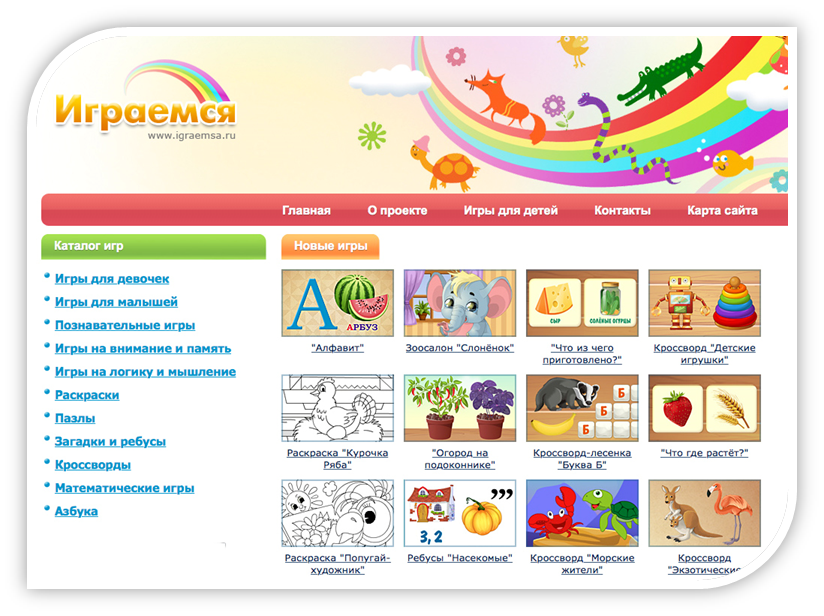 Играемся
www.igraemsa.ru
Главная О проекте Игры для детей Контакты Карта сайта
Каталог игр
Игры для девочек
Игры для малышей
Познавательные игры
Игры на внимание и память
Игры на логику и мышление
Раскраски
Пазлы
Загадки и ребусы
Кроссворды
Математические игры
Азбука
Новые игры
А
АРБУЗ
СЫР
СОЛЁНЫЕ ОГУРЦЫ
"Алфавит"
Зоосалон "Слонёнок"
"Что из чего
приготовлено?"
Кроссворд "Детские
игрушки"
Б
Б
Раскраска "Курочка
Ряба"
"Огород на
подоконнике"
Кроссворд-лесенка
"Буква Б"
"Что где растёт?"
,,,
3, 2
Раскраска "Попугай-
художник"
Ребусы "Насекомые"
Кроссворд "Морские
жители"
Кроссворд
"Экзотические